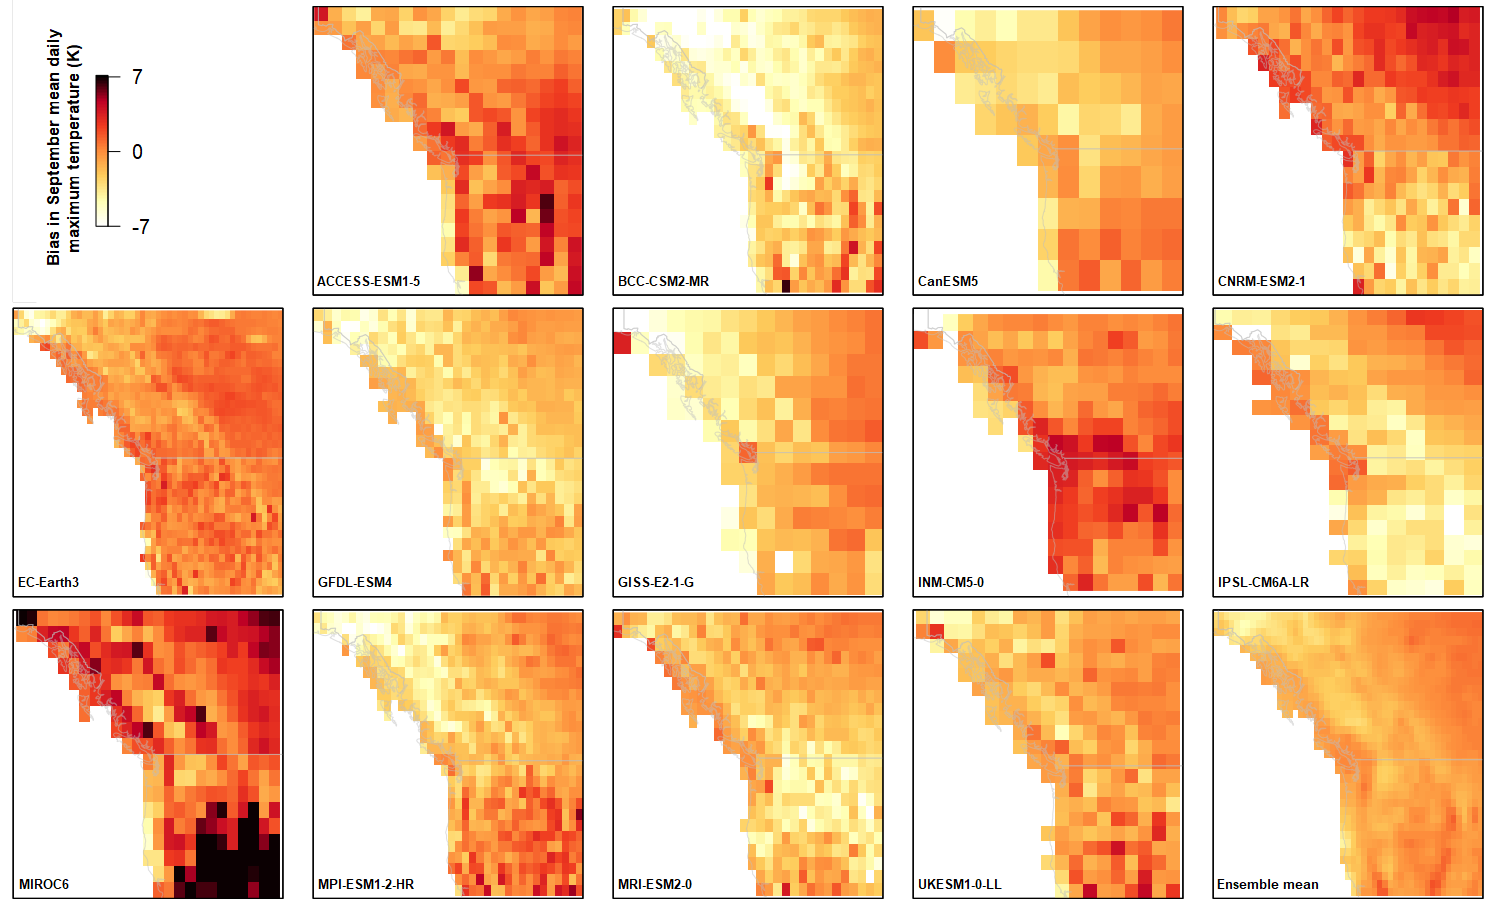 Bias in September mean daily
maximum temperature (K)
7
0
-7
ACCESS-ESM1-5
BCC-CSM2-MR
CanESM5
CNRM-ESM2-1
EC-Earth3
GFDL-ESM4
GISS-E2-1-G
INM-CM5-0
IPSL-CM6A-LR
MIROC6
MPI-ESM1-2-HR
MRI-ESM2-0
UKESM1-0-LL
Ensemble mean